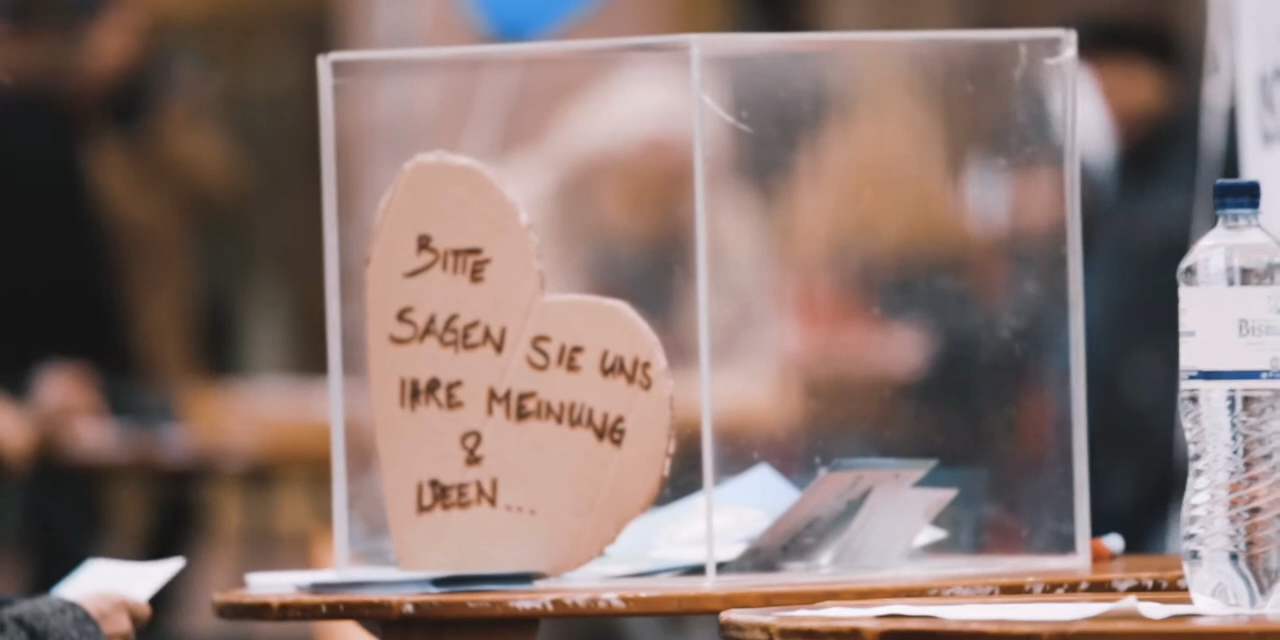 BITTE
SAGEN SIE UNS
IHRE MEINUNG
&
IDEEN...